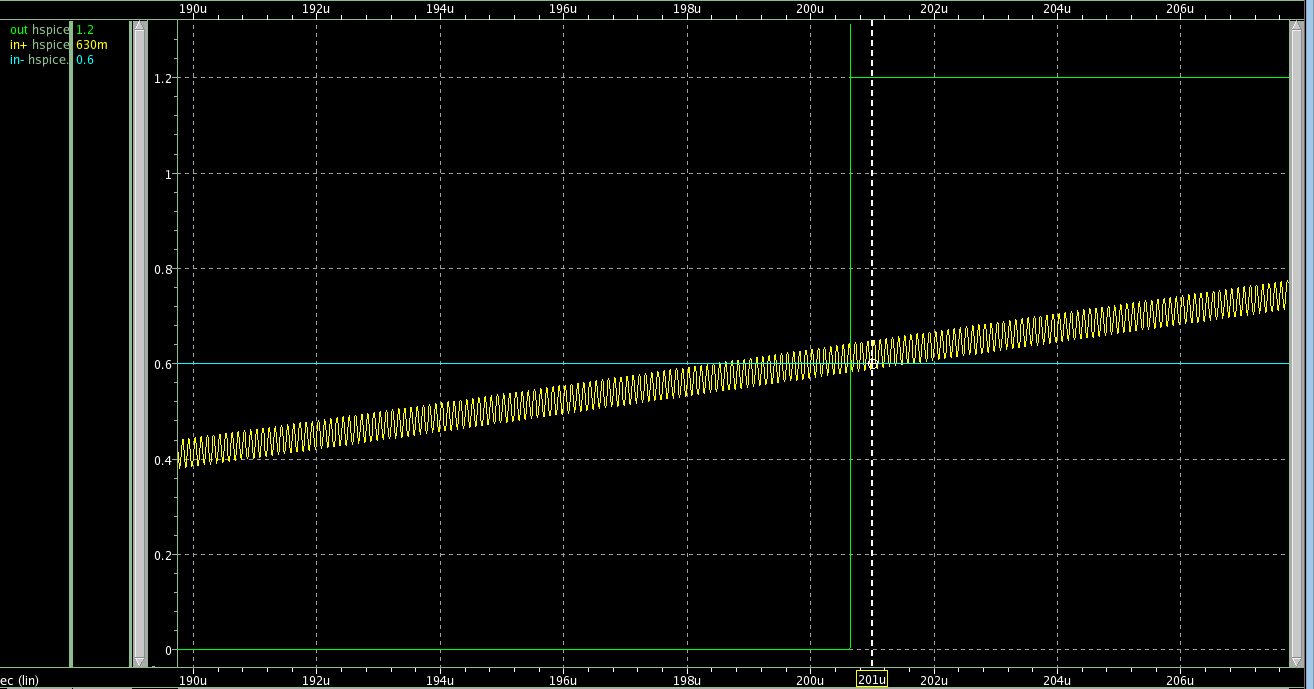 190u 192u 194u 196u 198u 200u 202u 204u 206u
out hspice 1.2
in+ hspice 630m
in- hspice. 0.6
1.2
1
0.8
0.6
0.4
0.2
0
ec (lin) 190u 192u 194u 196u 198u 200u 201u 202u 204u 206u